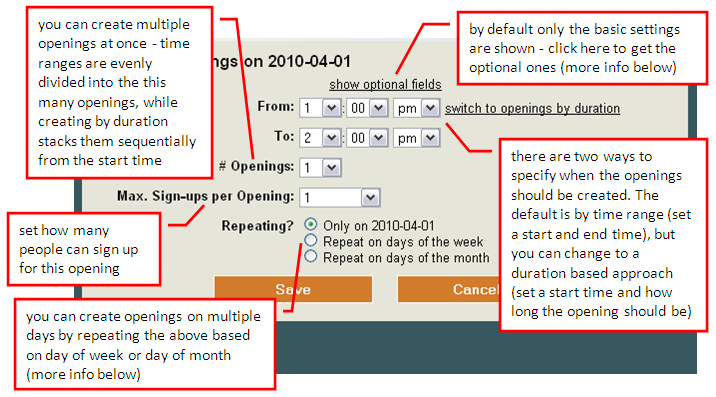 you can create multiple
openings at once - time
ranges are evenly
divided into the this
many openings, while
creating by duration
stacks them sequentially
from the start time
by default only the basic settings
are shown - click here to get the
optional ones (more info below)
ngs on 2010-04-01
show optional fields
From: 1 : 00 pm switch to openings by duration
To: 2 : 00 pm
# Openings: 1
Max. Sign-ups per Opening: 1
Repeating? Only on 2010-04-01
Repeat on days of the week
Repeat on days of the month
Save Cancel
there are two ways to
specify when the openings
should be created. The
default is by time range (set
a start and end time), but
you can change to a
duration based approach
(set a start time and how
long the opening should be)
set how many
people can sign up
for this opening
you can create openings on multiple
days by repeating the above based
on day of week or day of month
(more info below)